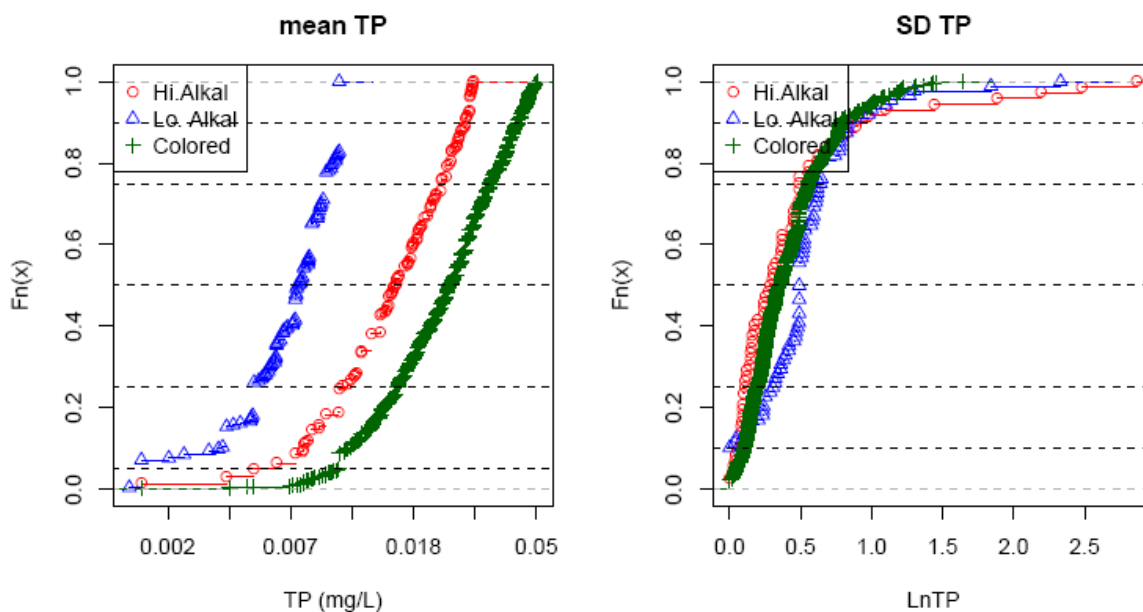 mean TP
Hi.Alkal
Lo. Alkal
Colored
Fn(x)
1.0
0.8
0.6
0.4
0.2
0.0
0.002
0.007
0.018
0.05
TP (mg/L)
SD TP
Hi.Alkal
Lo. Alkal
Colored
Fn(x)
1.0
0.8
0.6
0.4
0.2
0.0
0.0
0.5
1.0
1.5
2.0
2.5
LnTP